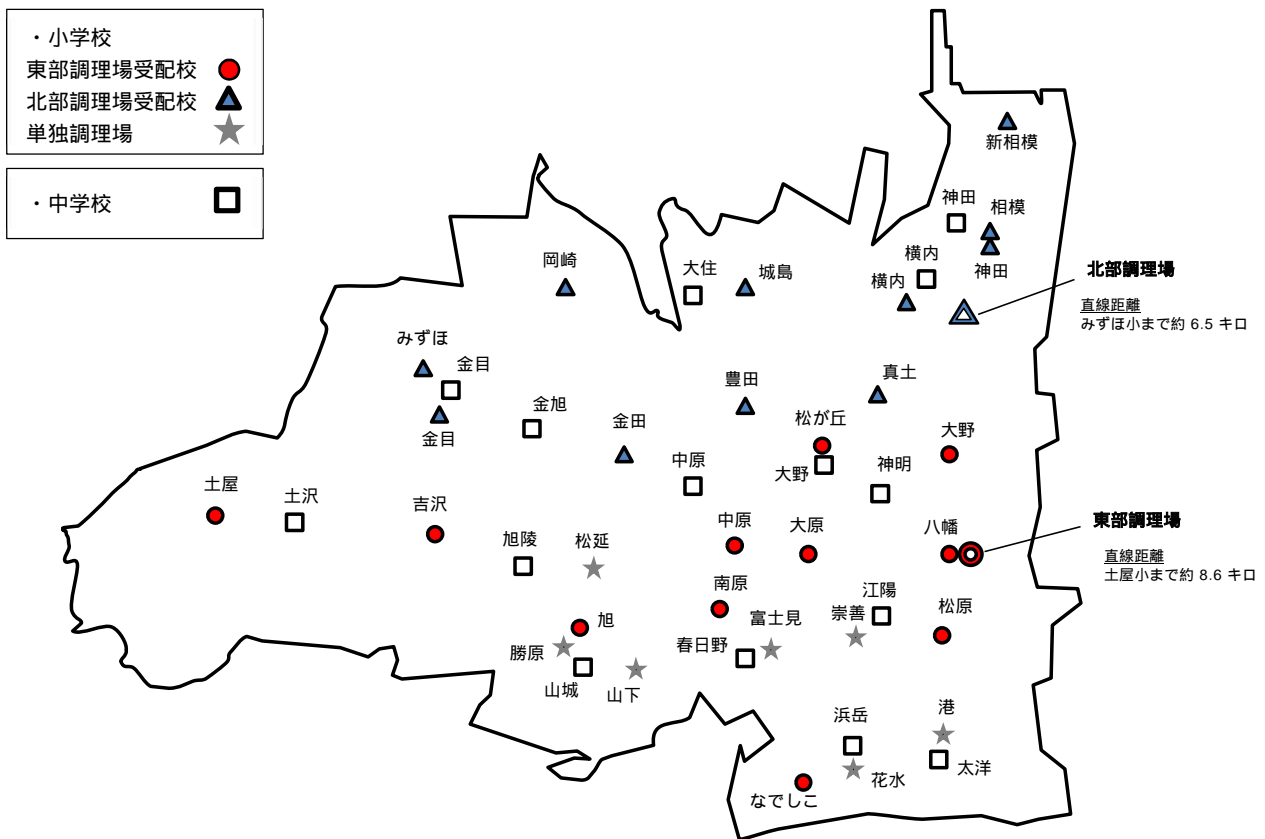 ・小学校
東部調理場受配校
北部調理場受配校
単独調理場
・中学校
新相模
神田
相模
横内
神田
横内
岡崎
大住
城島
北部調理場
直線距離
みずほ小まで約 6.5 キロ
みずほ
金目
金目
金旭
金田
豊田
真土
松が丘
大野
大野
中原
神明
土屋
土沢
吉沢
旭陵
松延
中原
大原
八幡
東部調理場
直線距離
土屋小まで約 8.6 キロ
南原
富士見
崇善
江陽
松原
旭
勝原
山城
山下
春日野
浜岳
港
花水
太洋
なでしこ